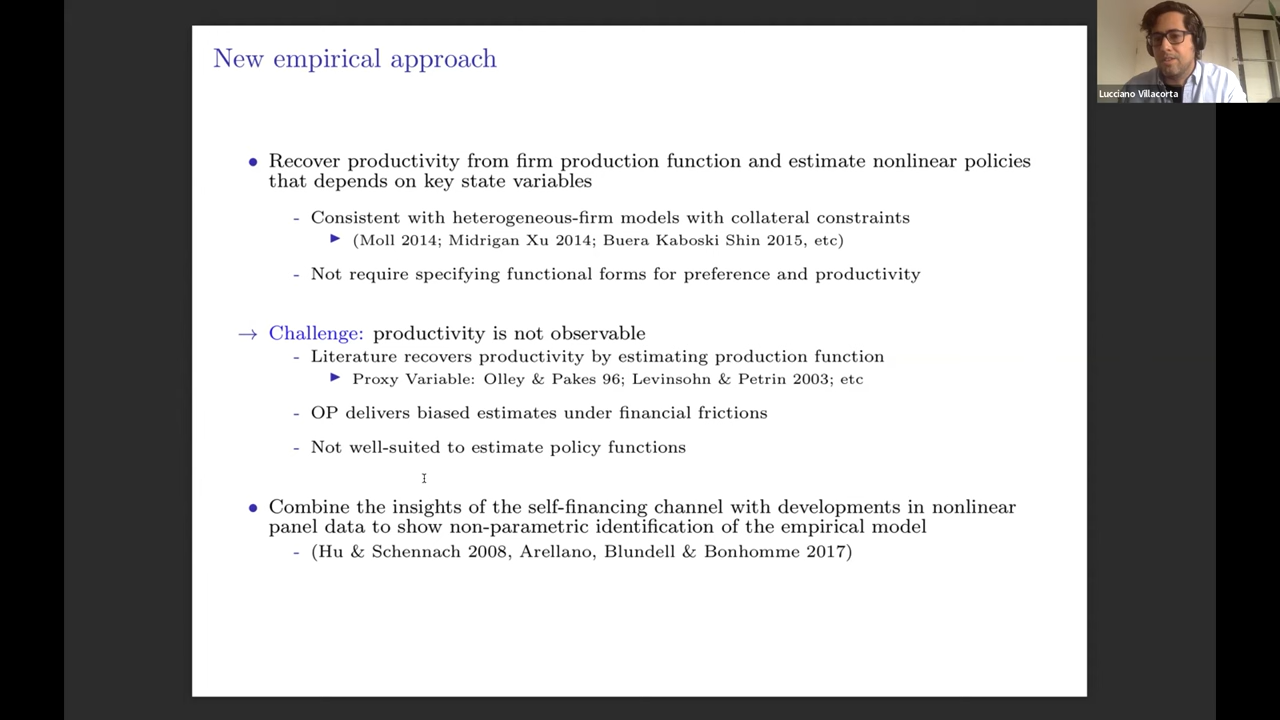 New empirical approach
Lucciano Villacorta
• Recover productivity from firm production function and estimate nonlinear policies
that depends on key state variables
- Consistent with heterogeneous-firm models with collateral constraints
▶ (Moll 2014; Midrigan Xu 2014; Buera Kaboski Shin 2015, etc)
- Not require specifying functional forms for preference and productivity
→ Challenge: productivity is not observable
- Literature recovers productivity by estimating production function
▶ Proxy Variable: Olley & Pakes 96; Levinsohn & Petrin 2003; etc
- OP delivers biased estimates under financial frictions
- Not well-suited to estimate policy functions
• Combine the insights of the self-financing channel with developments in nonlinear
panel data to show non-parametric identification of the empirical model
- (Hu & Schennach 2008, Arellano, Blundell & Bonhomme 2017)